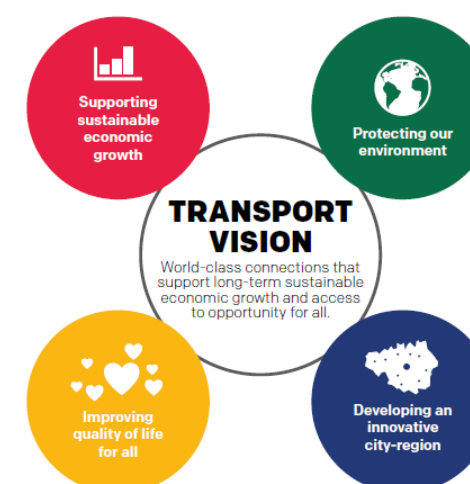 Supporting
sustainable
economic
growth
Protecting our
environment
TRANSPORT
VISION
World-class connections that
support long-term sustainable
economic growth and access
to opportunity for all.
Improving
quality of life
for all
Developing an
innovative
city-region